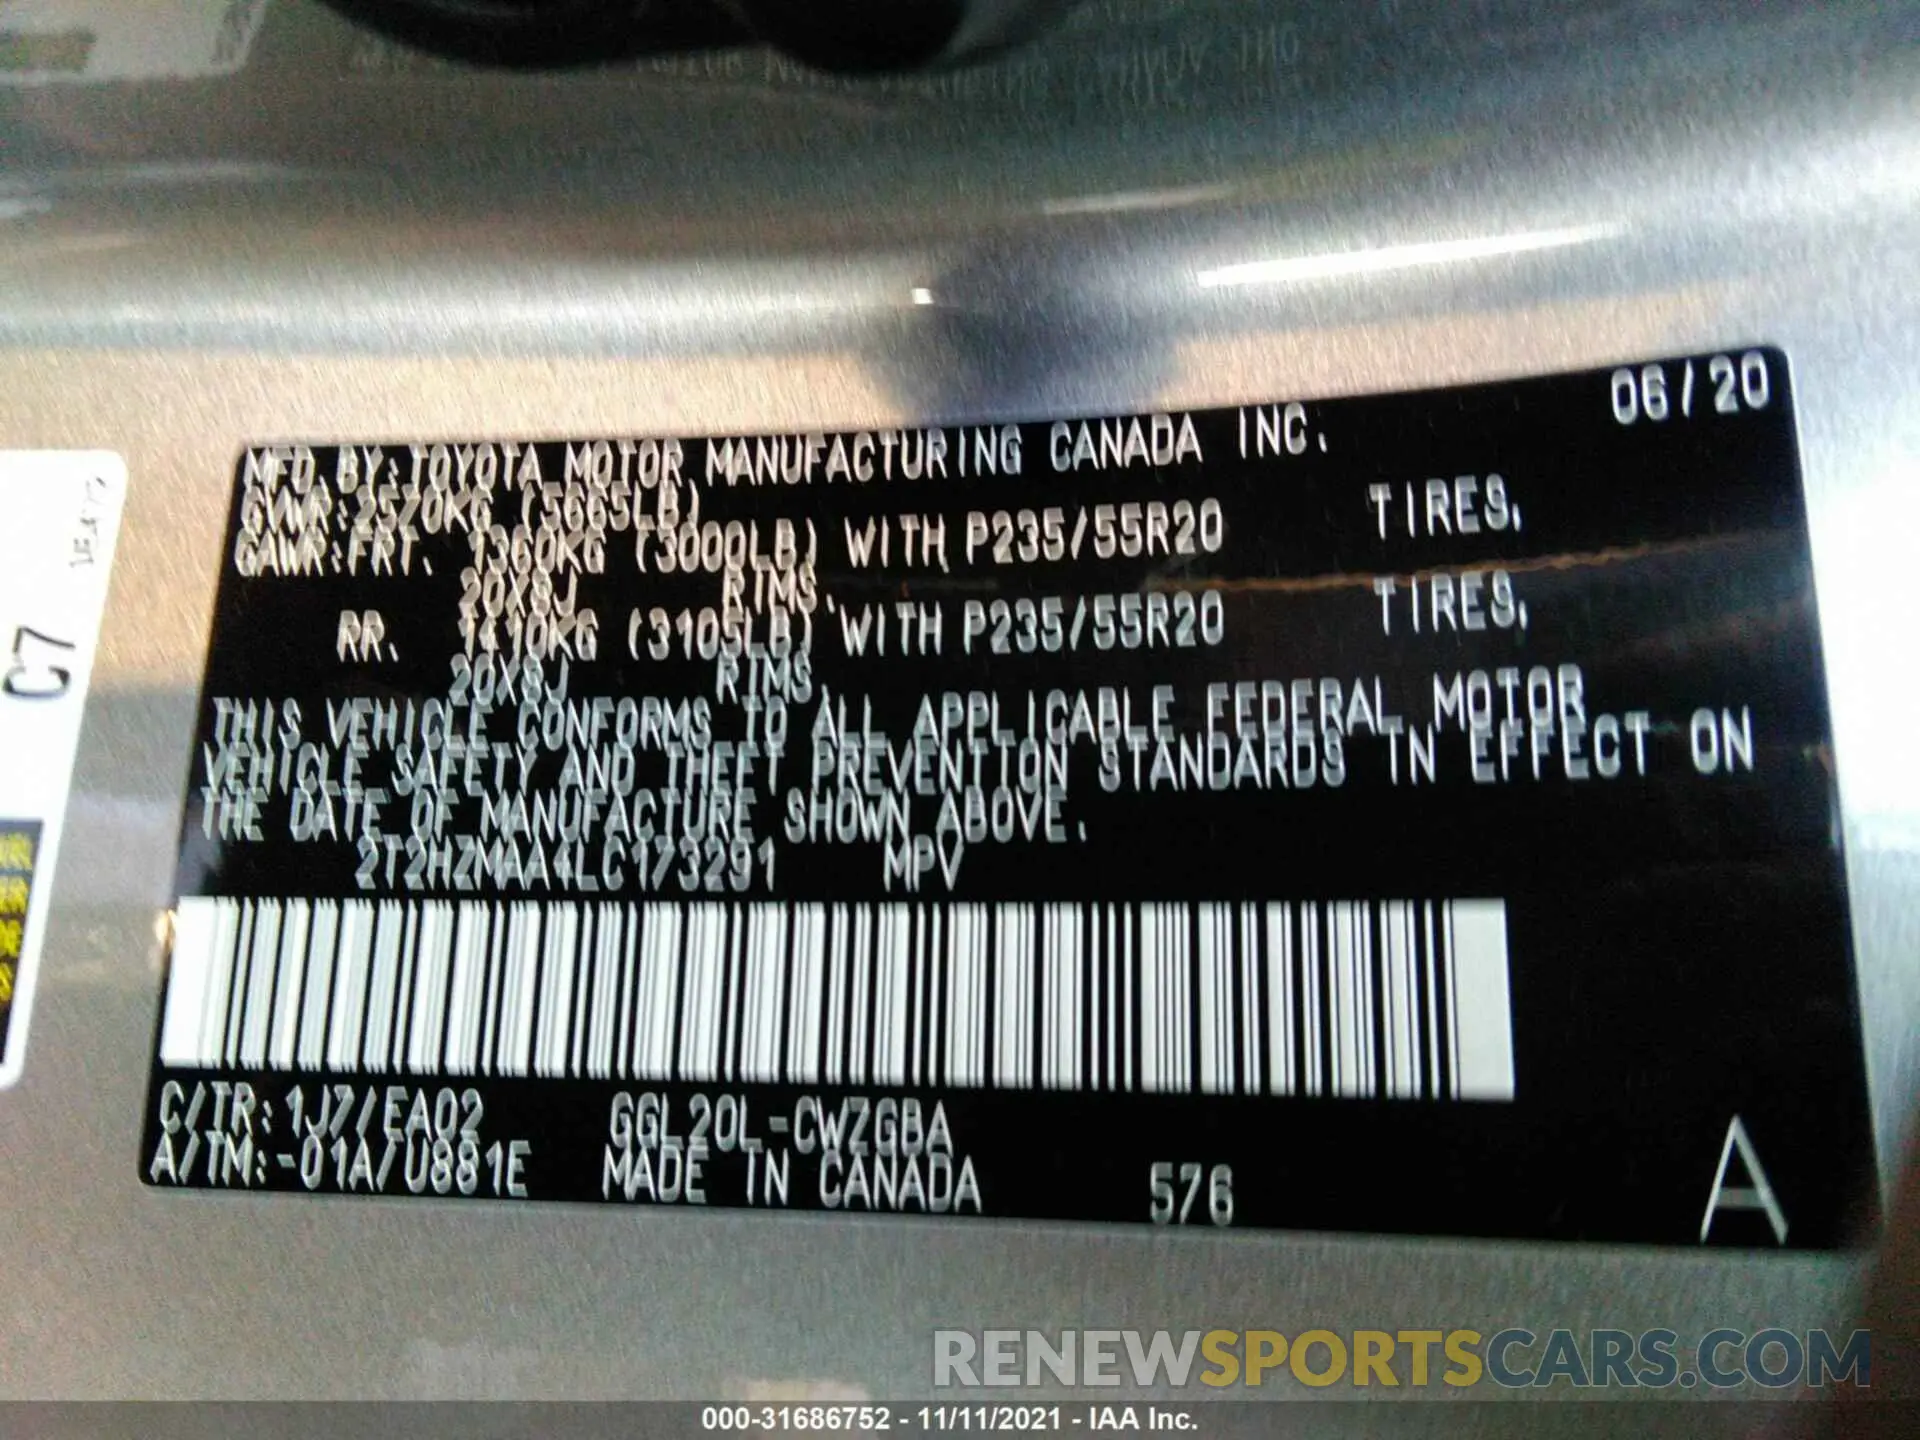 06/20
MFD.BY:TOYOTA MOTOR MANUFACTURING CANADA INC.
GVWR:2570KG (5665LB)
GAWR:FRT. 1360KG (3000LB) WITH P235/55R20 TIRES,
20X8J RIMS.
RR. 1410KG (3105LB) WITH P235/55R20 TIRES,
20X8J RIMS.
THIS VEHICLE CONFORMS TO ALL APPLICABLE FEDERAL MOTOR
VEHICLE SAFETY AND THEFT PREVENTION STANDARDS IN EFFECT ON
THE DATE OF MANUFACTURE SHOWN ABOVE.
2T2HZMAA4LC173291 MPV
C/TR:1J7/EA02 GGL20L-CWZGBA
A/TM:-01A/U881E MADE IN CANADA 576
A
C7
RENEWSPORTSCARS.COM
000-31686752 - 11/11/2021 - IAA Inc.